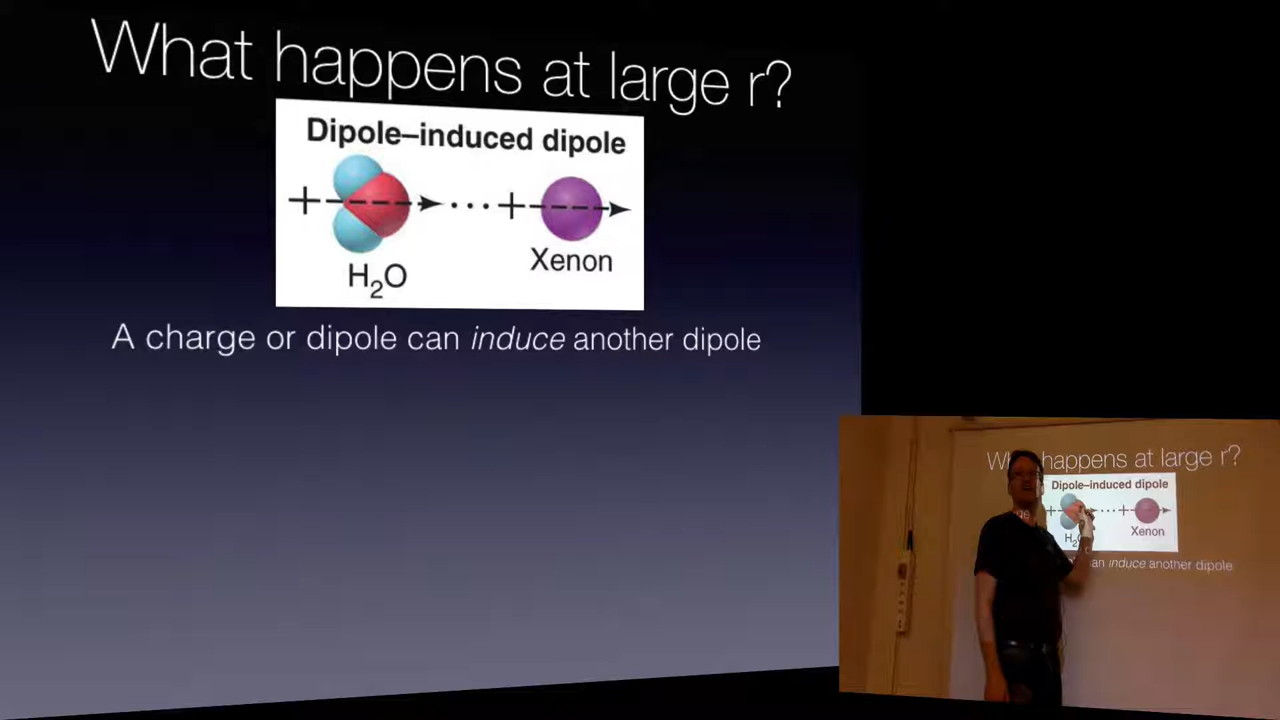 What happens at large r?
Dipole–induced dipole
+ ... +
H₂O
Xenon
A charge or dipole can induce another dipole
happens at large r?
Dipole–induced dipole
+ ... +
Xenon
an induce another dipole